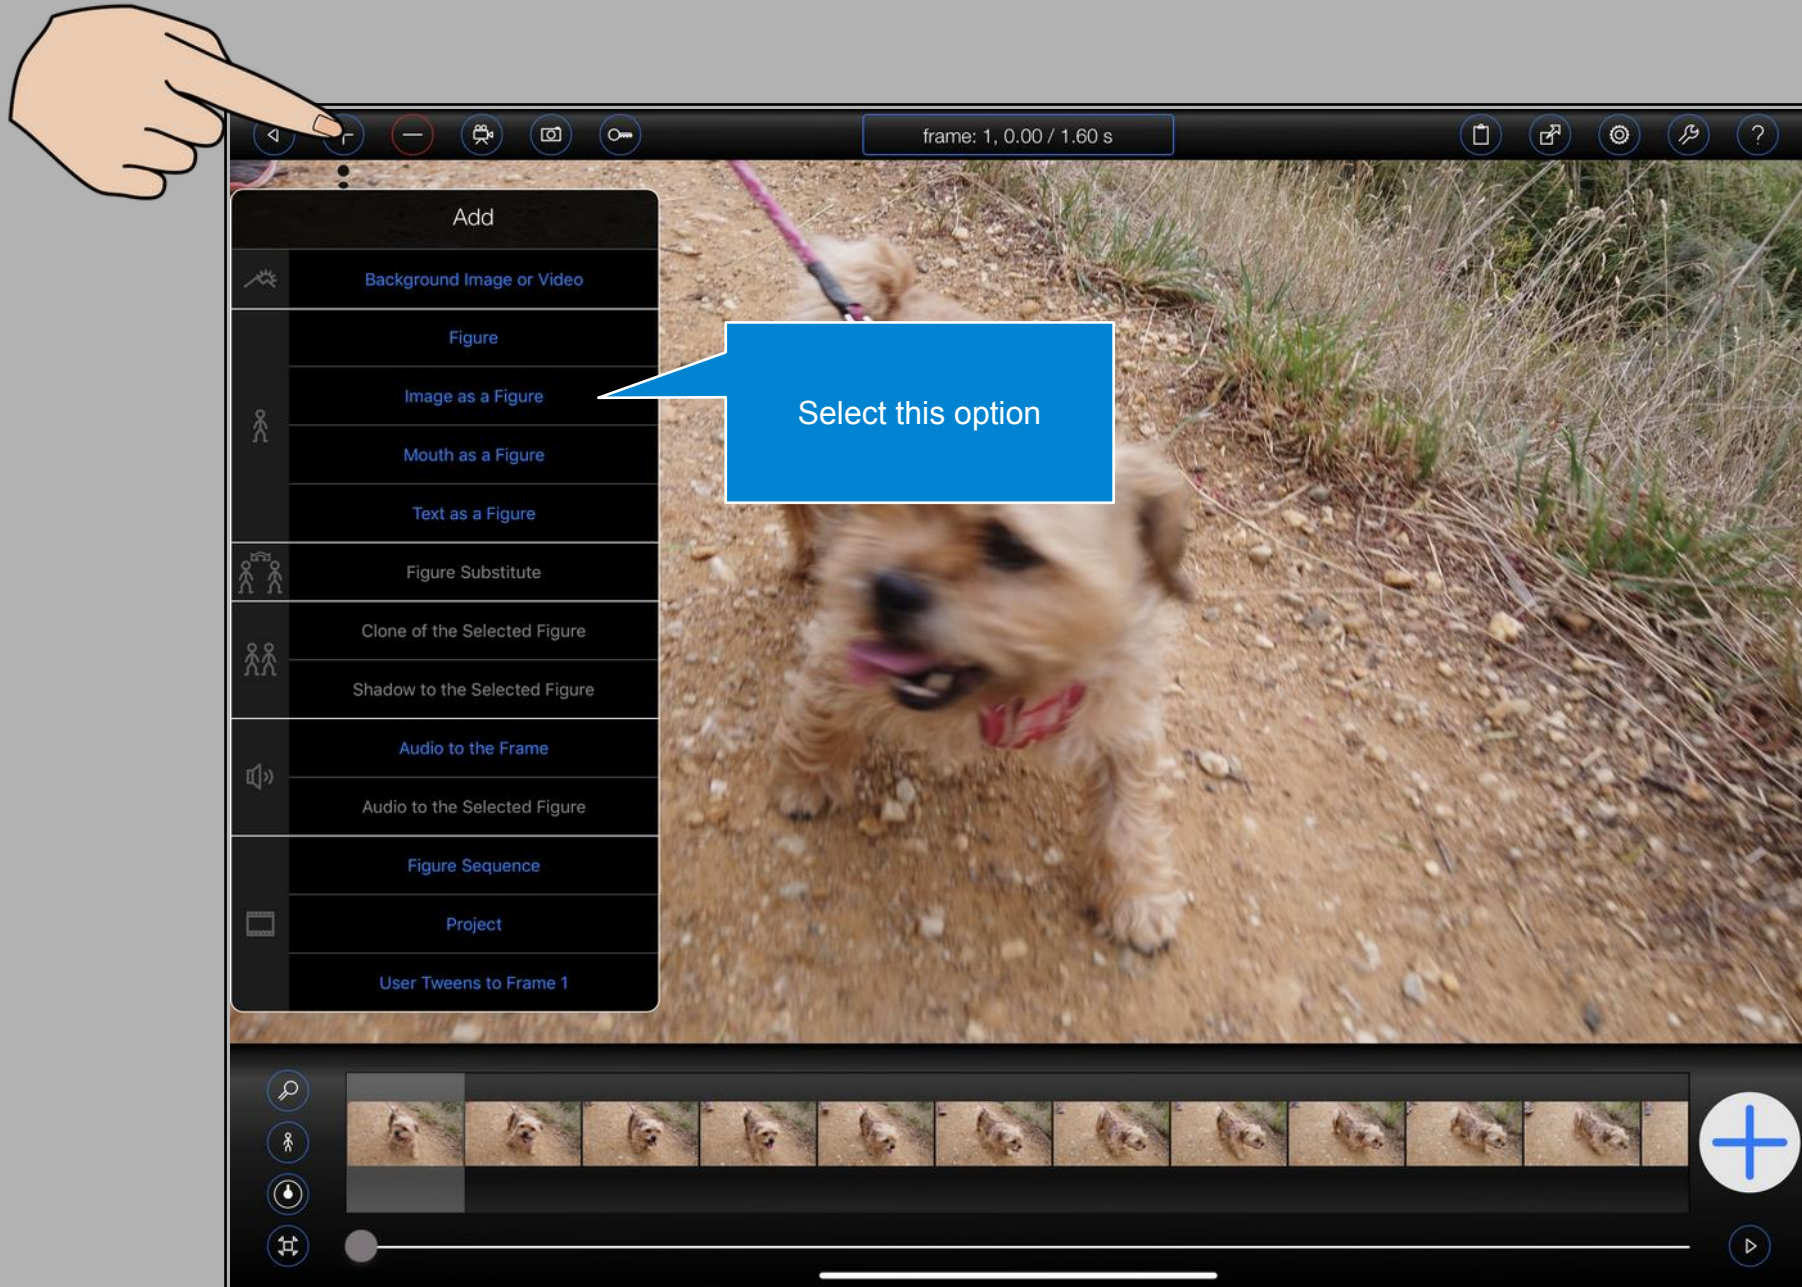 frame: 1, 0.00 / 1.60 s
?
Add
Background Image or Video
Figure
Image as a Figure
Select this option
Mouth as a Figure
Text as a Figure
Figure Substitute
Clone of the Selected Figure
Shadow to the Selected Figure
Audio to the Frame
Audio to the Selected Figure
Figure Sequence
Project
User Tweens to Frame 1